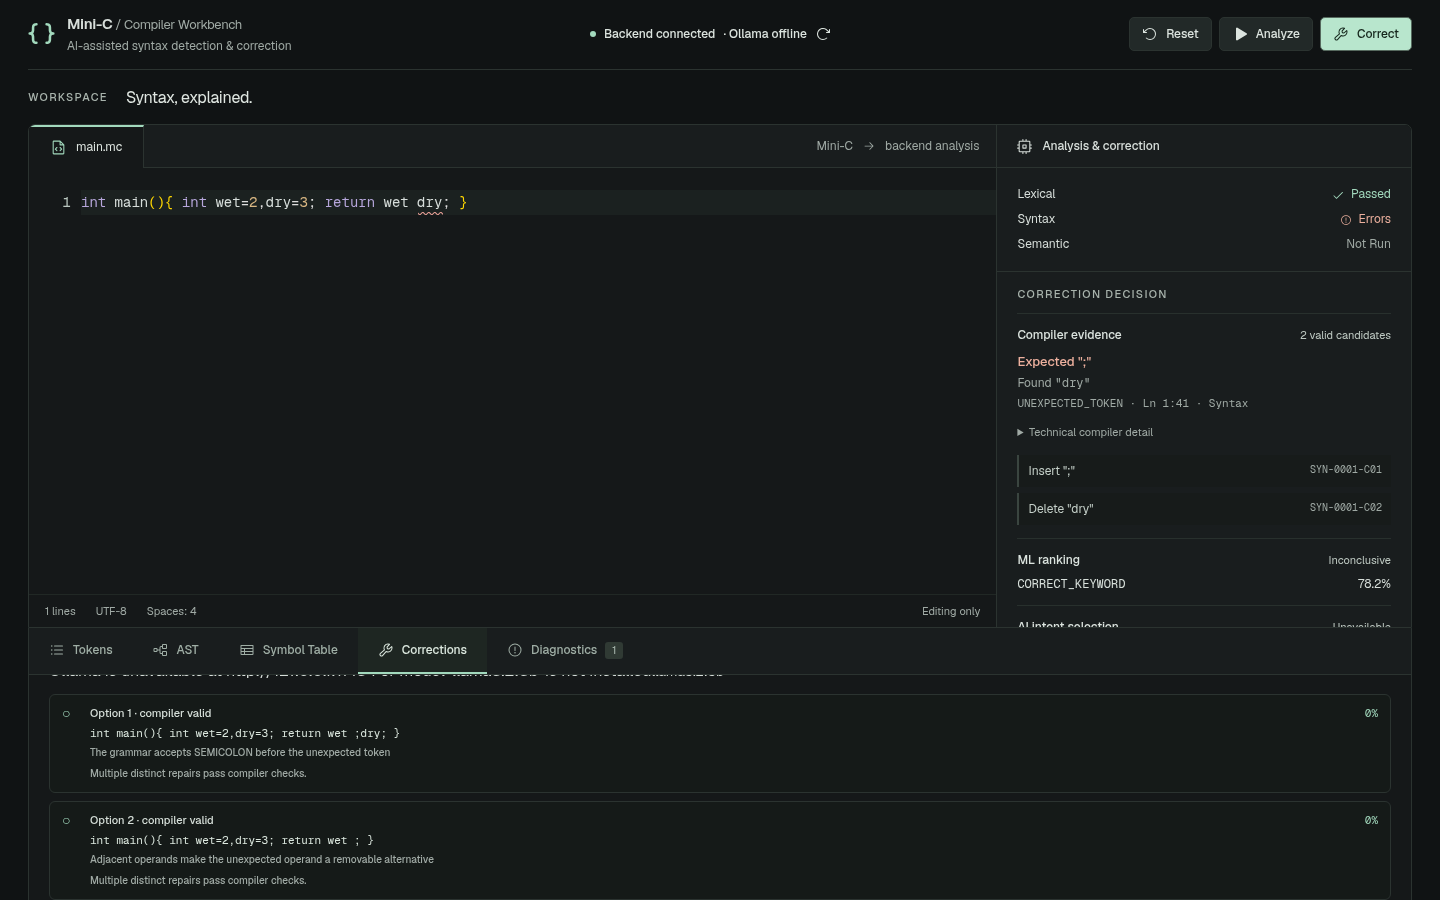 { } Mini-C / Compiler Workbench
AI-assisted syntax detection & correction
Backend connected · Ollama offline
Reset
Analyze
Correct
WORKSPACE Syntax, explained.
main.mc
Mini-C → backend analysis
1 int main(){ int wet=2,dry=3; return wet dry; }
1 lines UTF-8 Spaces: 4 Editing only
Analysis & correction
Lexical Passed
Syntax Errors
Semantic Not Run
CORRECTION DECISION
Compiler evidence 2 valid candidates
Expected ";"
Found "dry"
UNEXPECTED_TOKEN · Ln 1:41 · Syntax
Technical compiler detail
Insert ";" SYN-0001-C01
Delete "dry" SYN-0001-C02
ML ranking Inconclusive
CORRECT_KEYWORD 78.2%
AI intent selection Unavailable
Tokens
AST
Symbol Table
Corrections
Diagnostics 1
Option 1 · compiler valid 0%
int main(){ int wet=2,dry=3; return wet ;dry; }
The grammar accepts SEMICOLON before the unexpected token
Multiple distinct repairs pass compiler checks.
Option 2 · compiler valid 0%
int main(){ int wet=2,dry=3; return wet ; }
Adjacent operands make the unexpected operand a removable alternative
Multiple distinct repairs pass compiler checks.